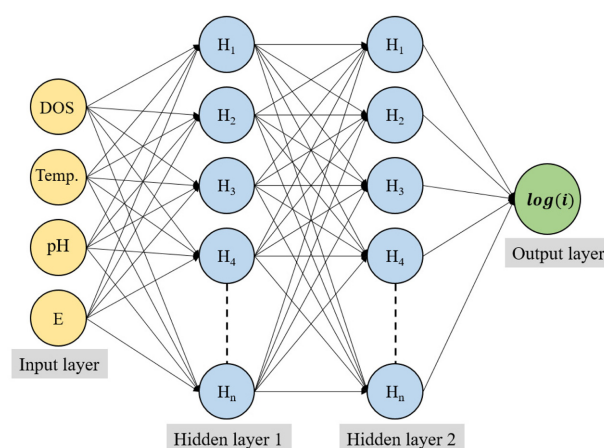 DOS
Temp.
pH
E
Input layer
H1
H2
H3
H4
Hn
Hidden layer 1
H1
H2
H3
H4
Hn
Hidden layer 2
log(i)
Output layer